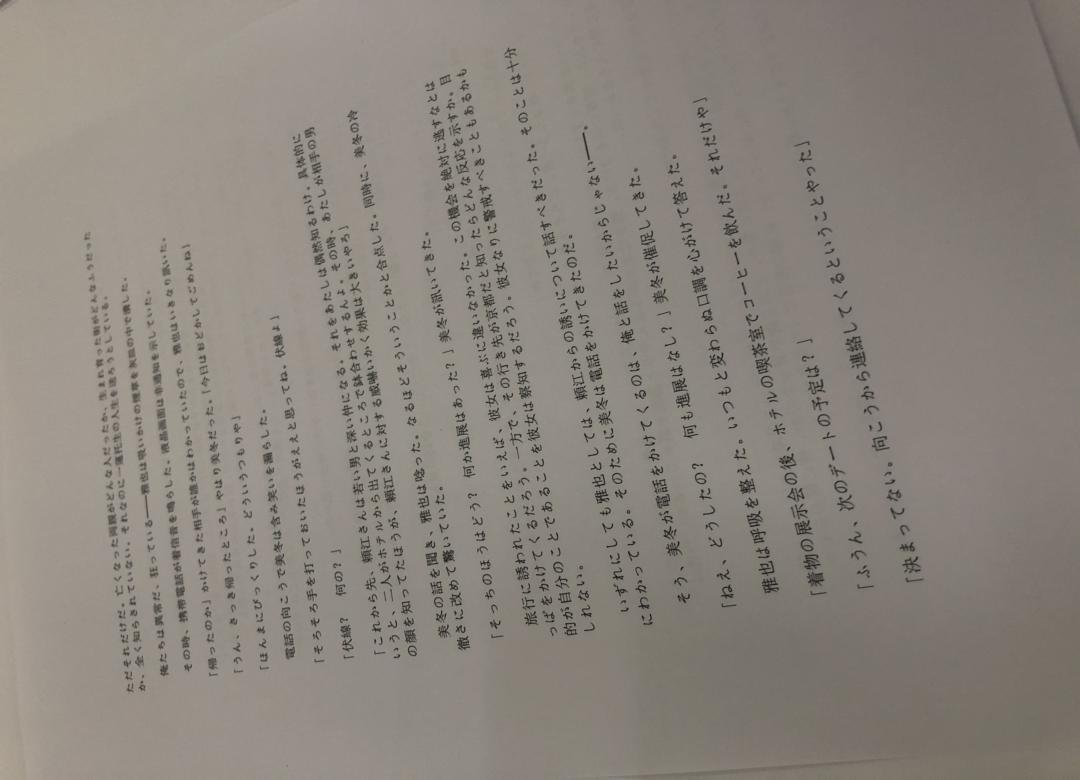 ただそれだけだ。亡くなった両親がどんな人だったか、生まれ育った街がどんなふうだった
か、全く知らされていない。それなのに一蓮托生の人生を送ろうとしている。
俺たちは異常だ、狂っている――雅也は吸いかけの煙草を灰皿の中で潰した。
その時、携帯電話が着信音を鳴らした。液晶画面は非通知を示していた。
「帰ったのか」かけてきた相手が誰かはわかっていたので、雅也はいきなり訊いた。
「うん、さっき帰ったところ」やはり美冬だった。「今日はおどかしてごめんね」
「ほんまにびっくりした。どういうつもりや」
電話の向こうで美冬は含み笑いを漏らした。
「そろそろ手を打っておいたほうがええと思ってね。伏線よ」
「伏線？　何の？」
「これから先、頼江さんは若い男と深い仲になる。それをあたしは偶然知るわけ。具体的に
いうと、二人がホテルから出てくるところで鉢合わせするんよ。その時、あたしが相手の男
の顔を知ってたほうが、頼江さんに対する威嚇いかく効果は大きいやろ」
美冬の話を聞き、雅也は唸った。なるほどそういうことかと合点した。同時に、美冬の冷
徹さに改めて驚いていた。
「そっちのほうはどう？　何か進展はあった？」美冬が訊いてきた。
旅行に誘われたことをいえば、彼女は喜ぶに違いなかった。この機会を絶対に逃すなとは
っぱをかけてくるだろう。一方で、その行き先が京都だと知ったらどんな反応を示すか。目
的が自分のことであることを彼女は察知するだろう。彼女なりに警戒すべきこともあるかも
しれない。
いずれにしても雅也としては、頼江からの誘いについて話すべきだった。そのことは十分
にわかっている。そのために美冬は電話をかけてきたのだ。
そう、美冬が電話をかけてくるのは、俺と話をしたいからじゃない――。
「ねえ、どうしたの？　何も進展はなし？」美冬が催促してきた。
雅也は呼吸を整えた。いつもと変わらぬ口調を心がけて答えた。
「着物の展示会の後、ホテルの喫茶室でコーヒーを飲んだ。それだけや」
「ふうん、次のデートの予定は？」
「決まってない。向こうから連絡してくるということやった」